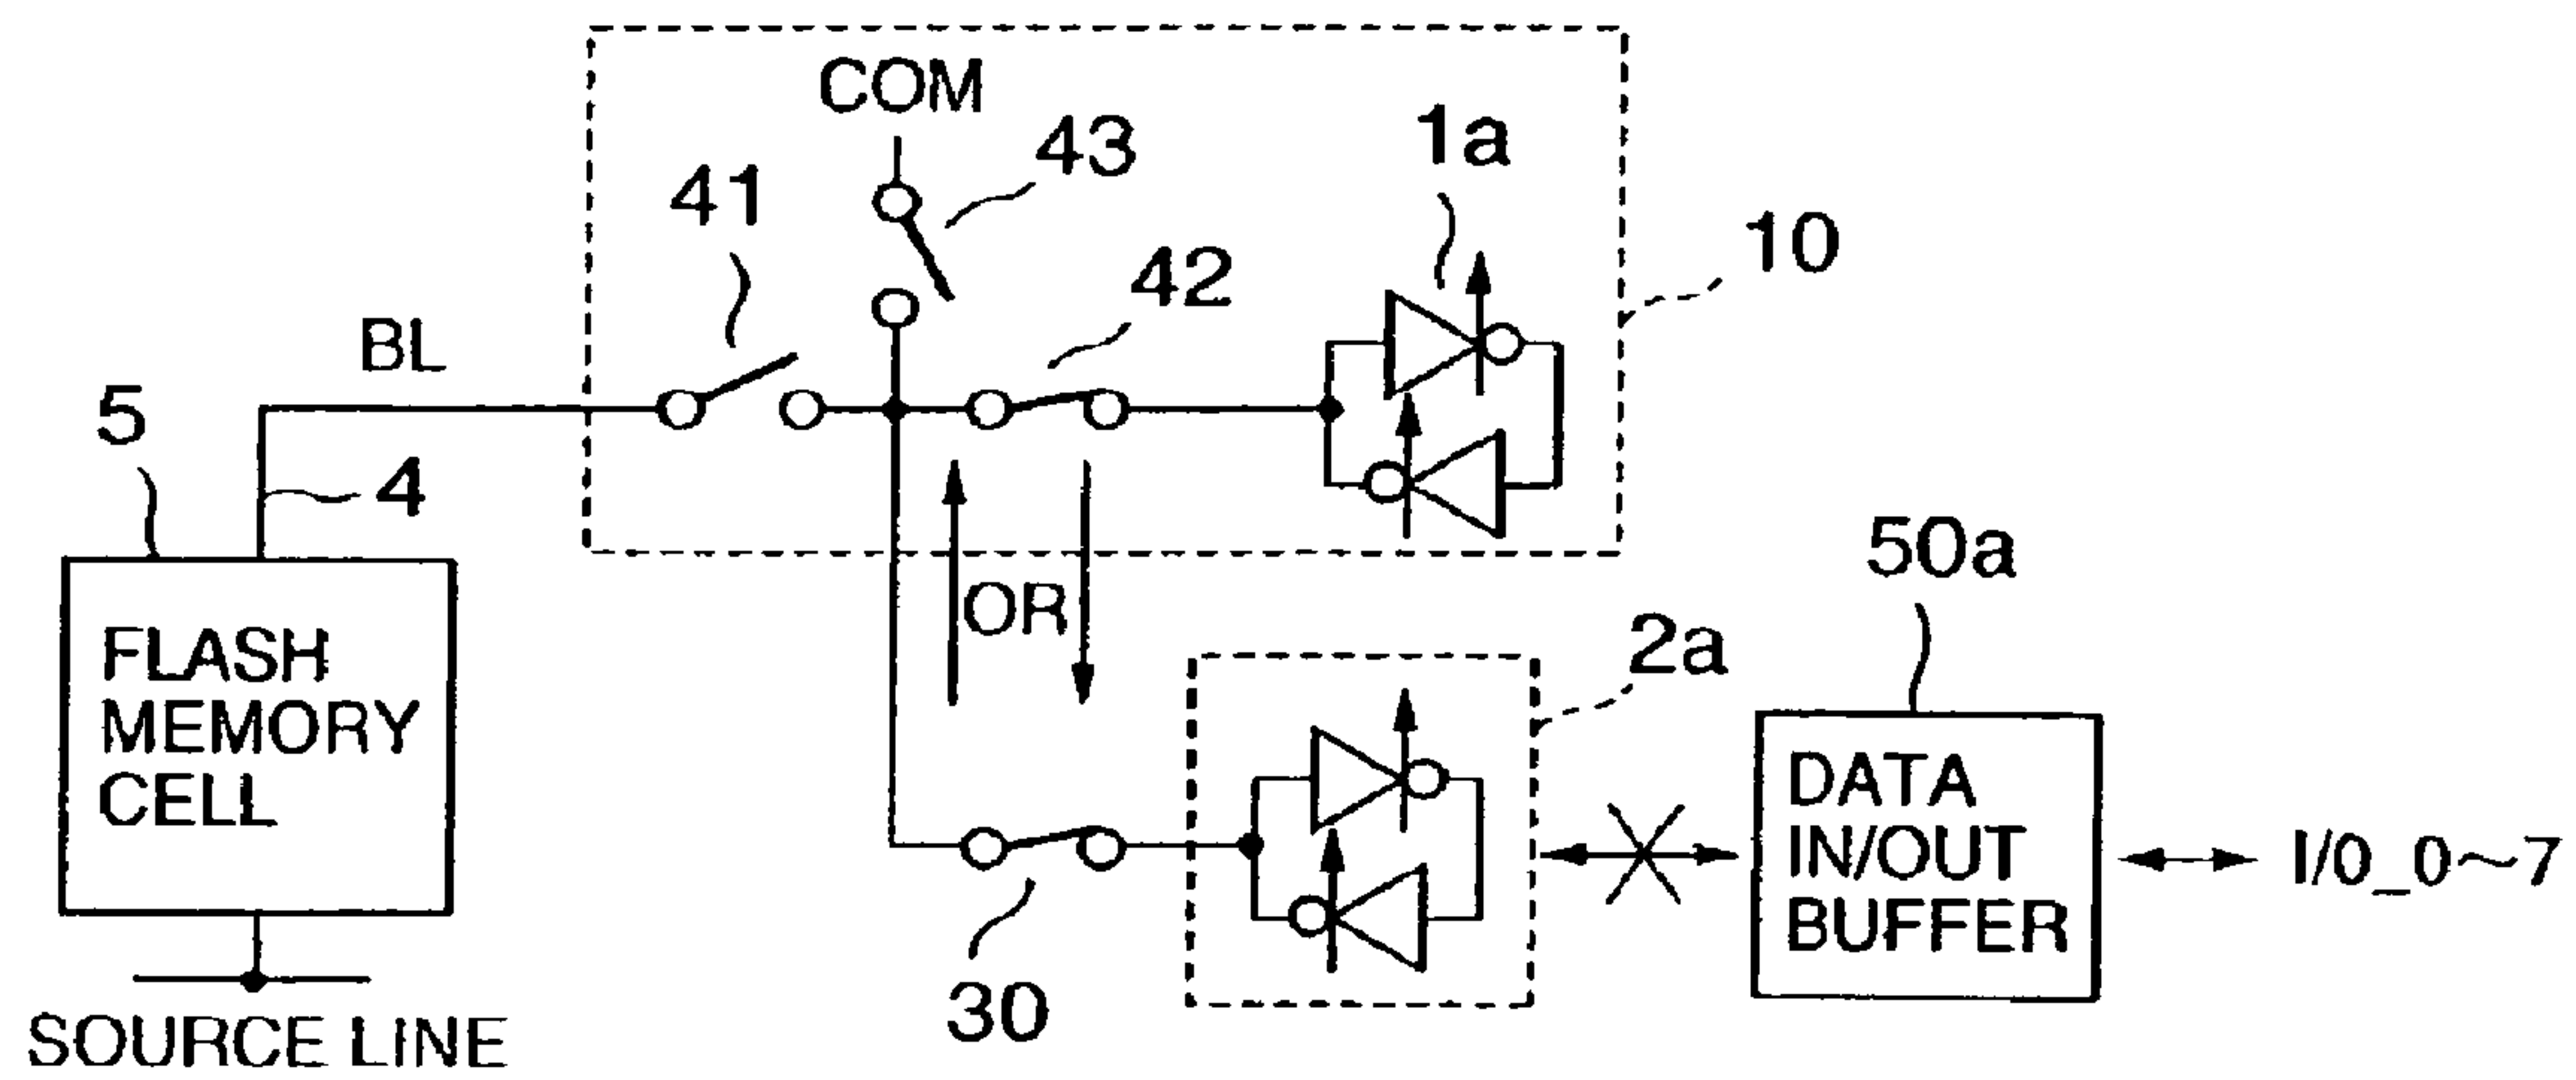 COM
43
1a
41
10
42
BL
5
4
50a
OR
2a
FLASH
MEMORY
CELL
DATA
IN/OUT
BUFFER
I/0_0～7
30
SOURCE LINE